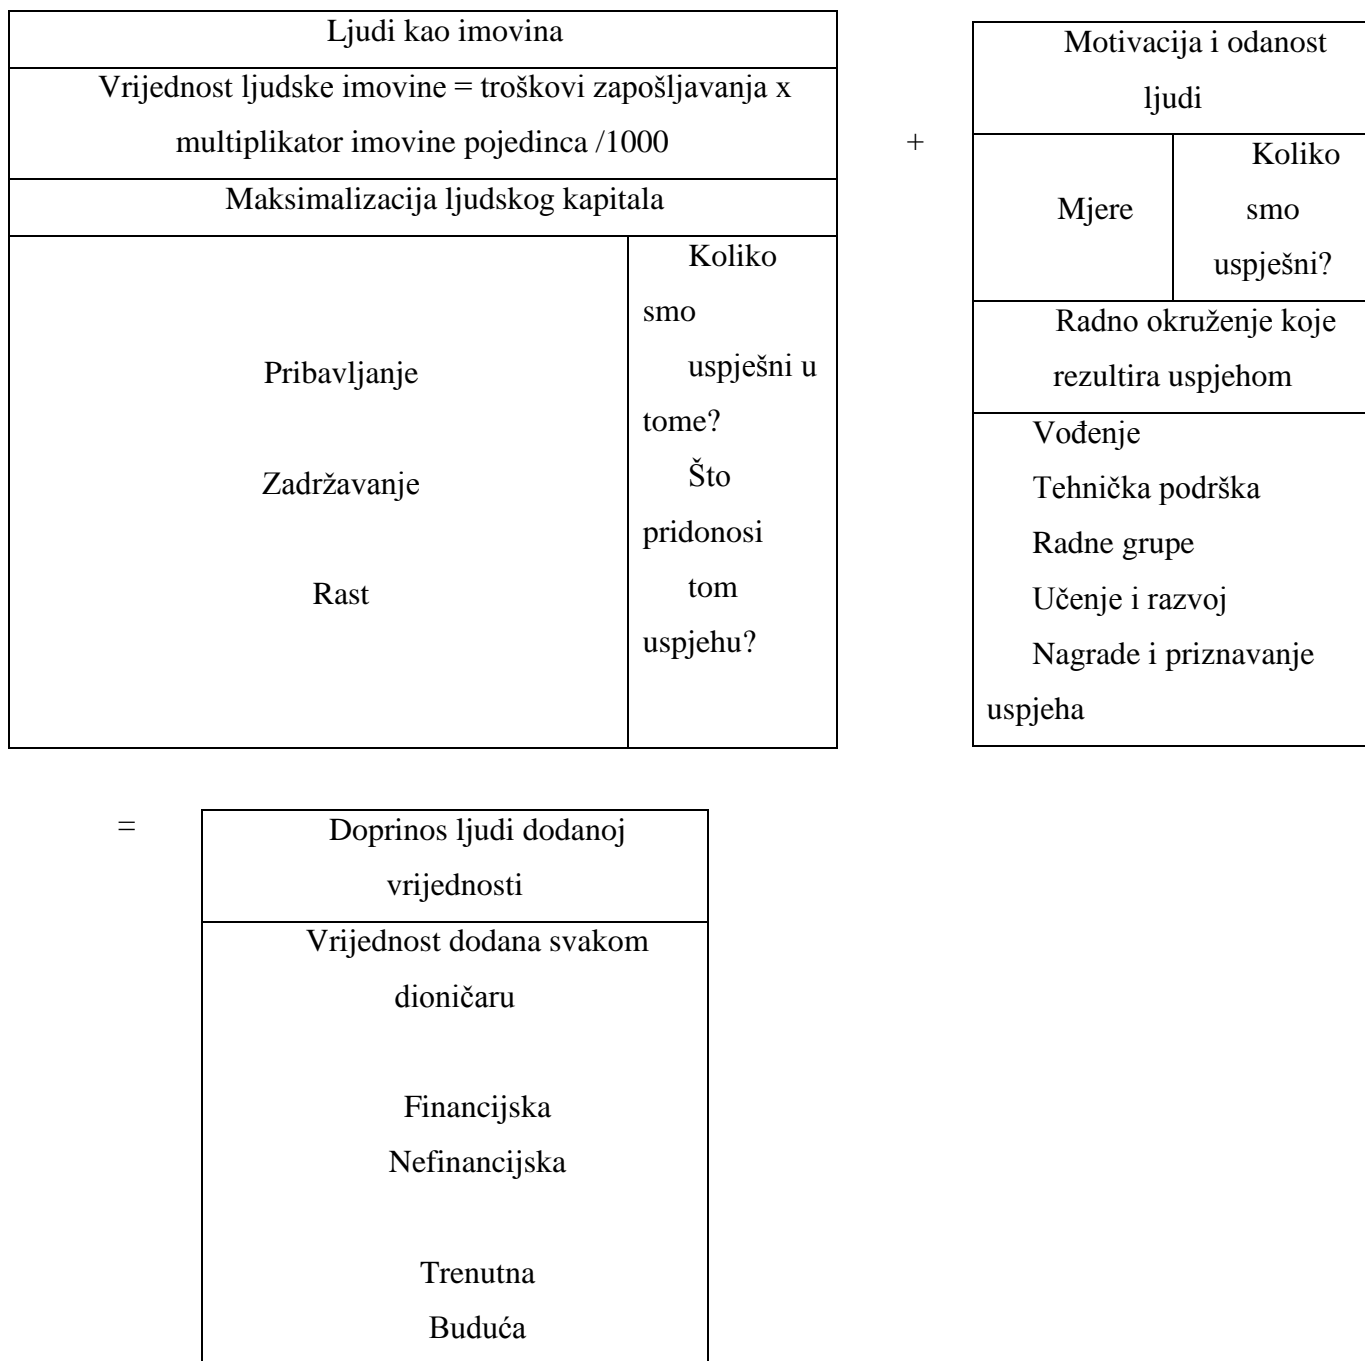 Ljudi kao imovina
Vrijednost ljudske imovine = troškovi zapošljavanja x
multiplikator imovine pojedinca /1000
Maksimalizacija ljudskog kapitala
Pribavljanje
Zadržavanje
Rast
Koliko
smo
uspješni u
tome?
Što
pridonosi
tom
uspjehu?
+
Motivacija i odanost
ljudi
Mjere
Koliko
smo
uspješni?
Radno okruženje koje
rezultira uspjehom
Vođenje
Tehnička podrška
Radne grupe
Učenje i razvoj
Nagrade i priznavanje
uspjeha
=
Doprinos ljudi dodanoj
vrijednosti
Vrijednost dodana svakom
dioničaru
Financijska
Nefinancijska
Trenutna
Buduća